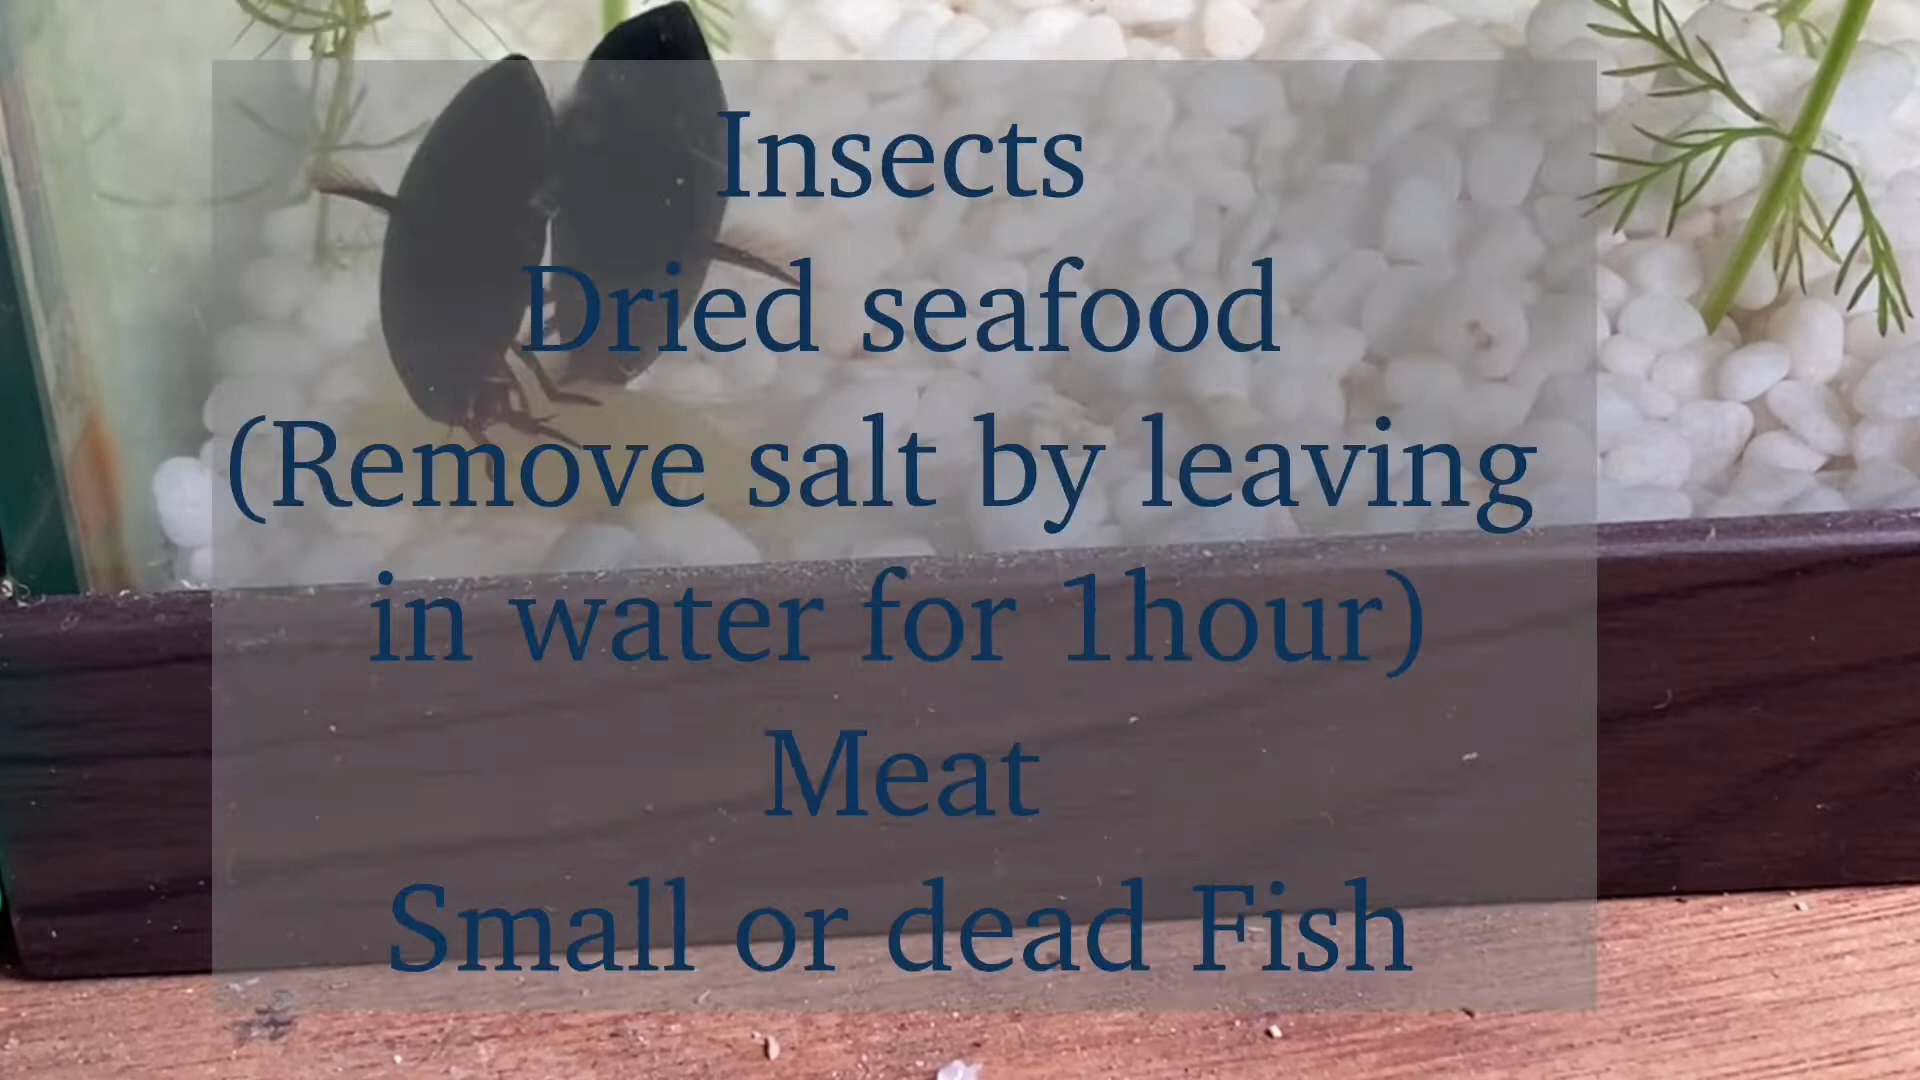 Insects
Dried seafood
(Remove salt by leaving
in water for 1hour)
Meat
Small or dead Fish